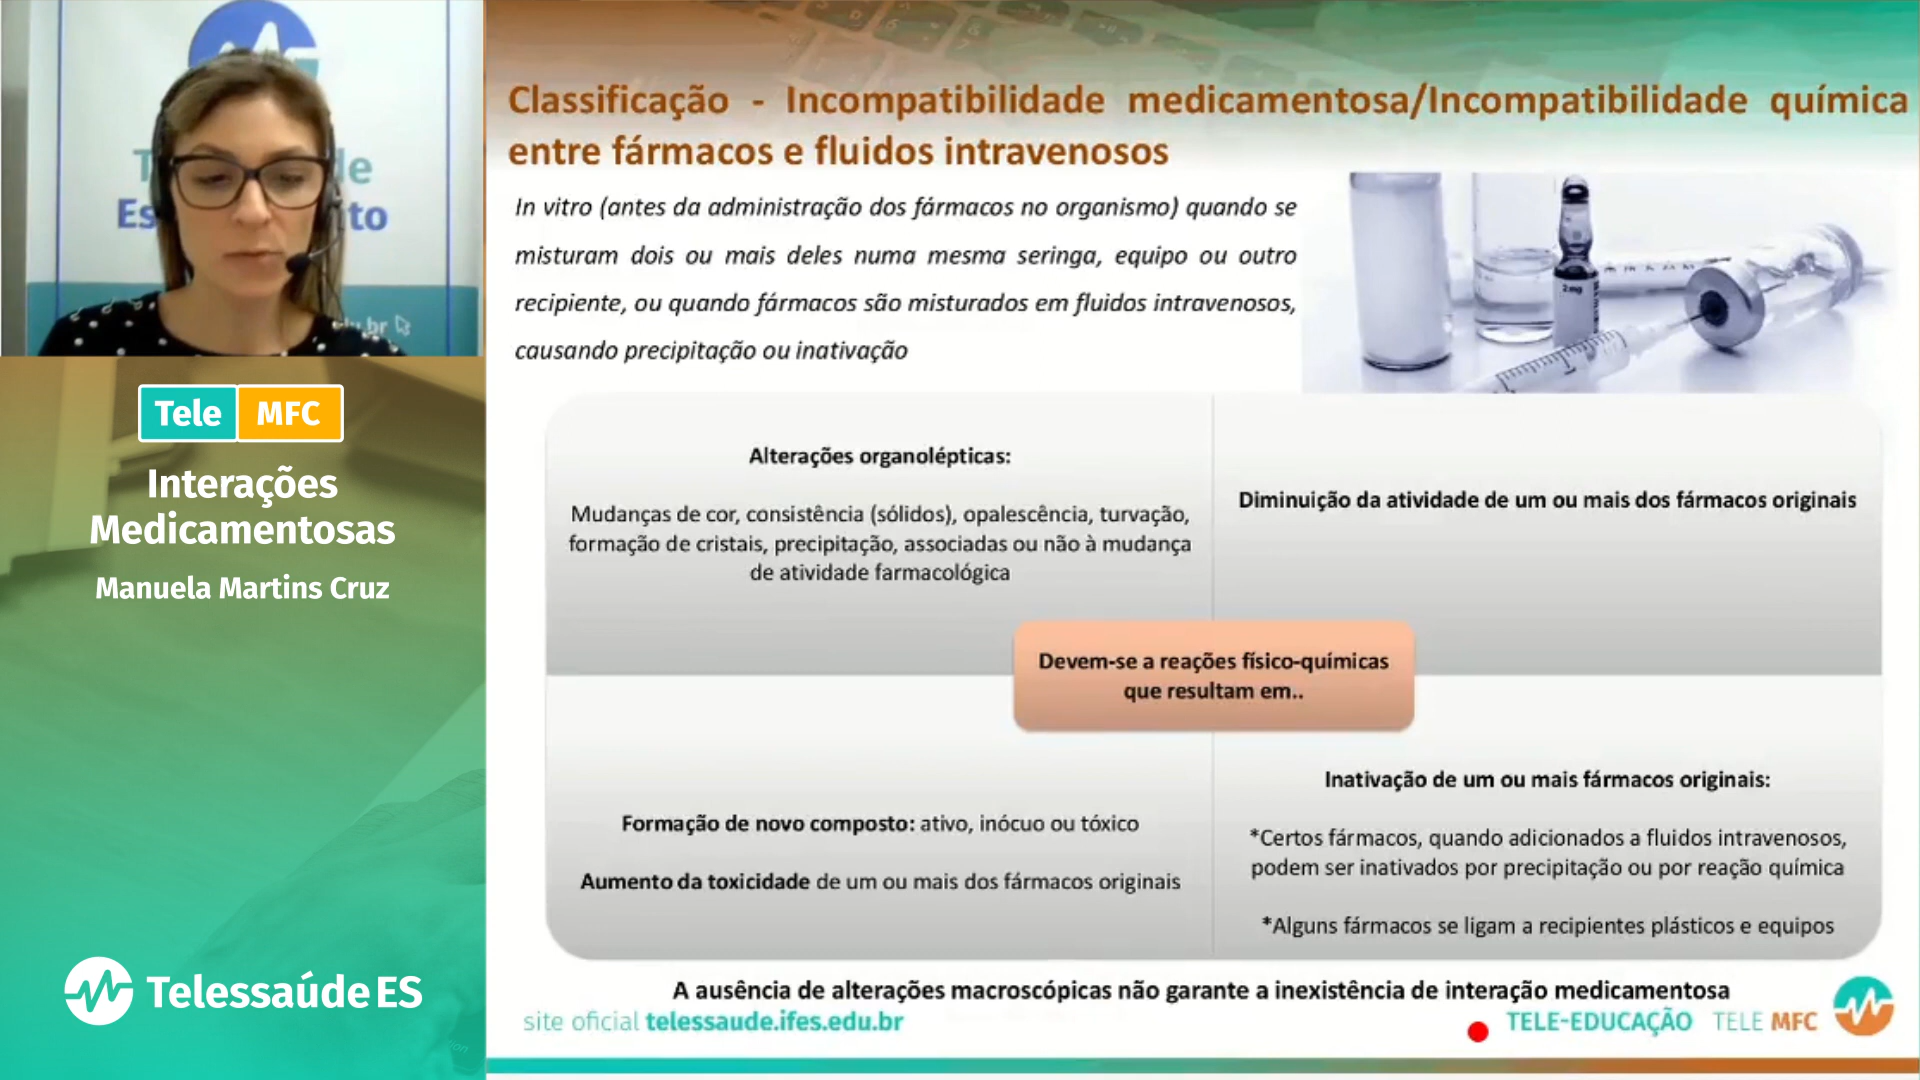 Es to
edu.br
Tele MFC
Interações
Medicamentosas
Manuela Martins Cruz
Telessaúde ES
Classificação - Incompatibilidade medicamentosa/Incompatibilidade química
entre fármacos e fluidos intravenosos
In vitro (antes da administração dos fármacos no organismo) quando se
misturam dois ou mais deles numa mesma seringa, equipo ou outro
recipiente, ou quando fármacos são misturados em fluidos intravenosos,
causando precipitação ou inativação
2mg
Alterações organolépticas:
Mudanças de cor, consistência (sólidos), opalescência, turvação,
formação de cristais, precipitação, associadas ou não à mudança
de atividade farmacológica
Diminuição da atividade de um ou mais dos fármacos originais
Devem-se a reações físico-químicas
que resultam em..
Formação de novo composto: ativo, inócuo ou tóxico
Aumento da toxicidade de um ou mais dos fármacos originais
Inativação de um ou mais fármacos originais:
*Certos fármacos, quando adicionados a fluidos intravenosos,
podem ser inativados por precipitação ou por reação química
*Alguns fármacos se ligam a recipientes plásticos e equipos
A ausência de alterações macroscópicas não garante a inexistência de interação medicamentosa
site oficial telessaude.ifes.edu.br
TELE-EDUCAÇÃO TELE MFC